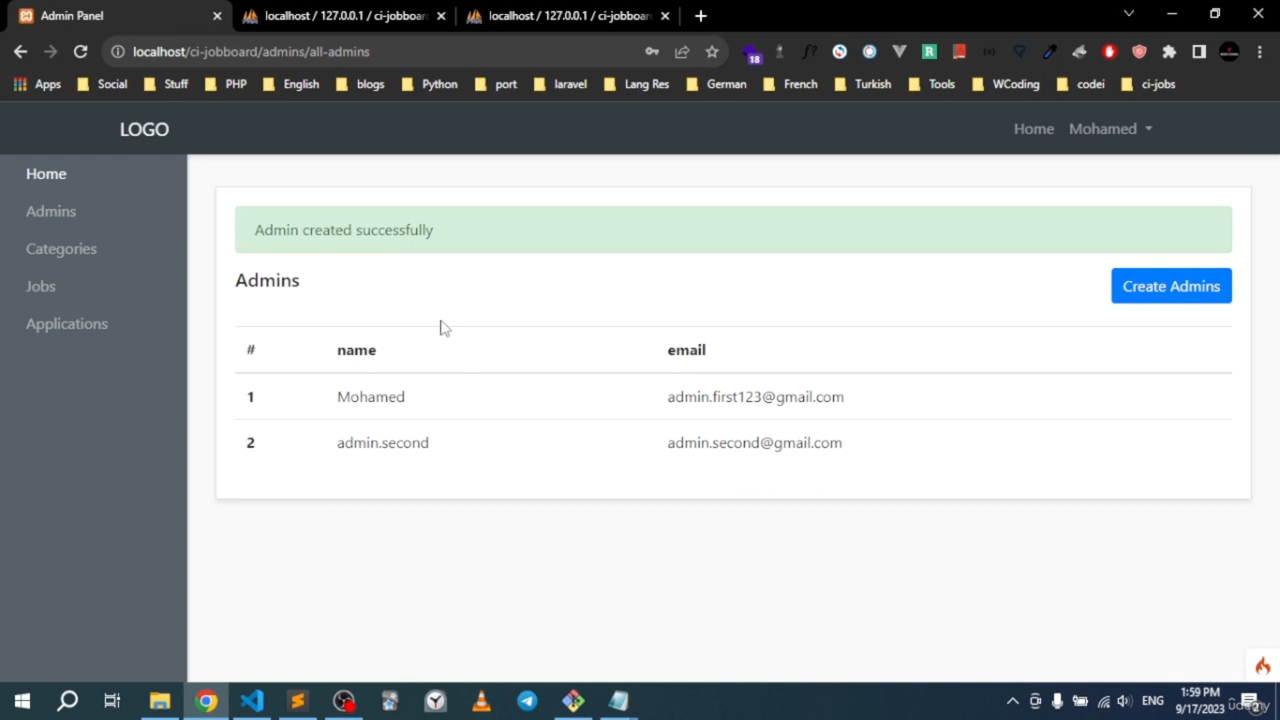 Admin Panel
localhost / 127.0.0.1 / ci-jobboar
localhost / 127.0.0.1 / ci-jobboar
localhost/ci-jobboard/admins/all-admins
18
Apps Social Stuff PHP English blogs Python port laravel Lang Res German French Turkish Tools WCoding codei ci-jobs
LOGO
Home Mohamed
Home
Admins
Categories
Jobs
Applications
Admin created successfully
Admins
Create Admins
# name email
1 Mohamed admin.first123@gmail.com
2 admin.second admin.second@gmail.com
ENG
1:59 PM
9/17/2023
udemy